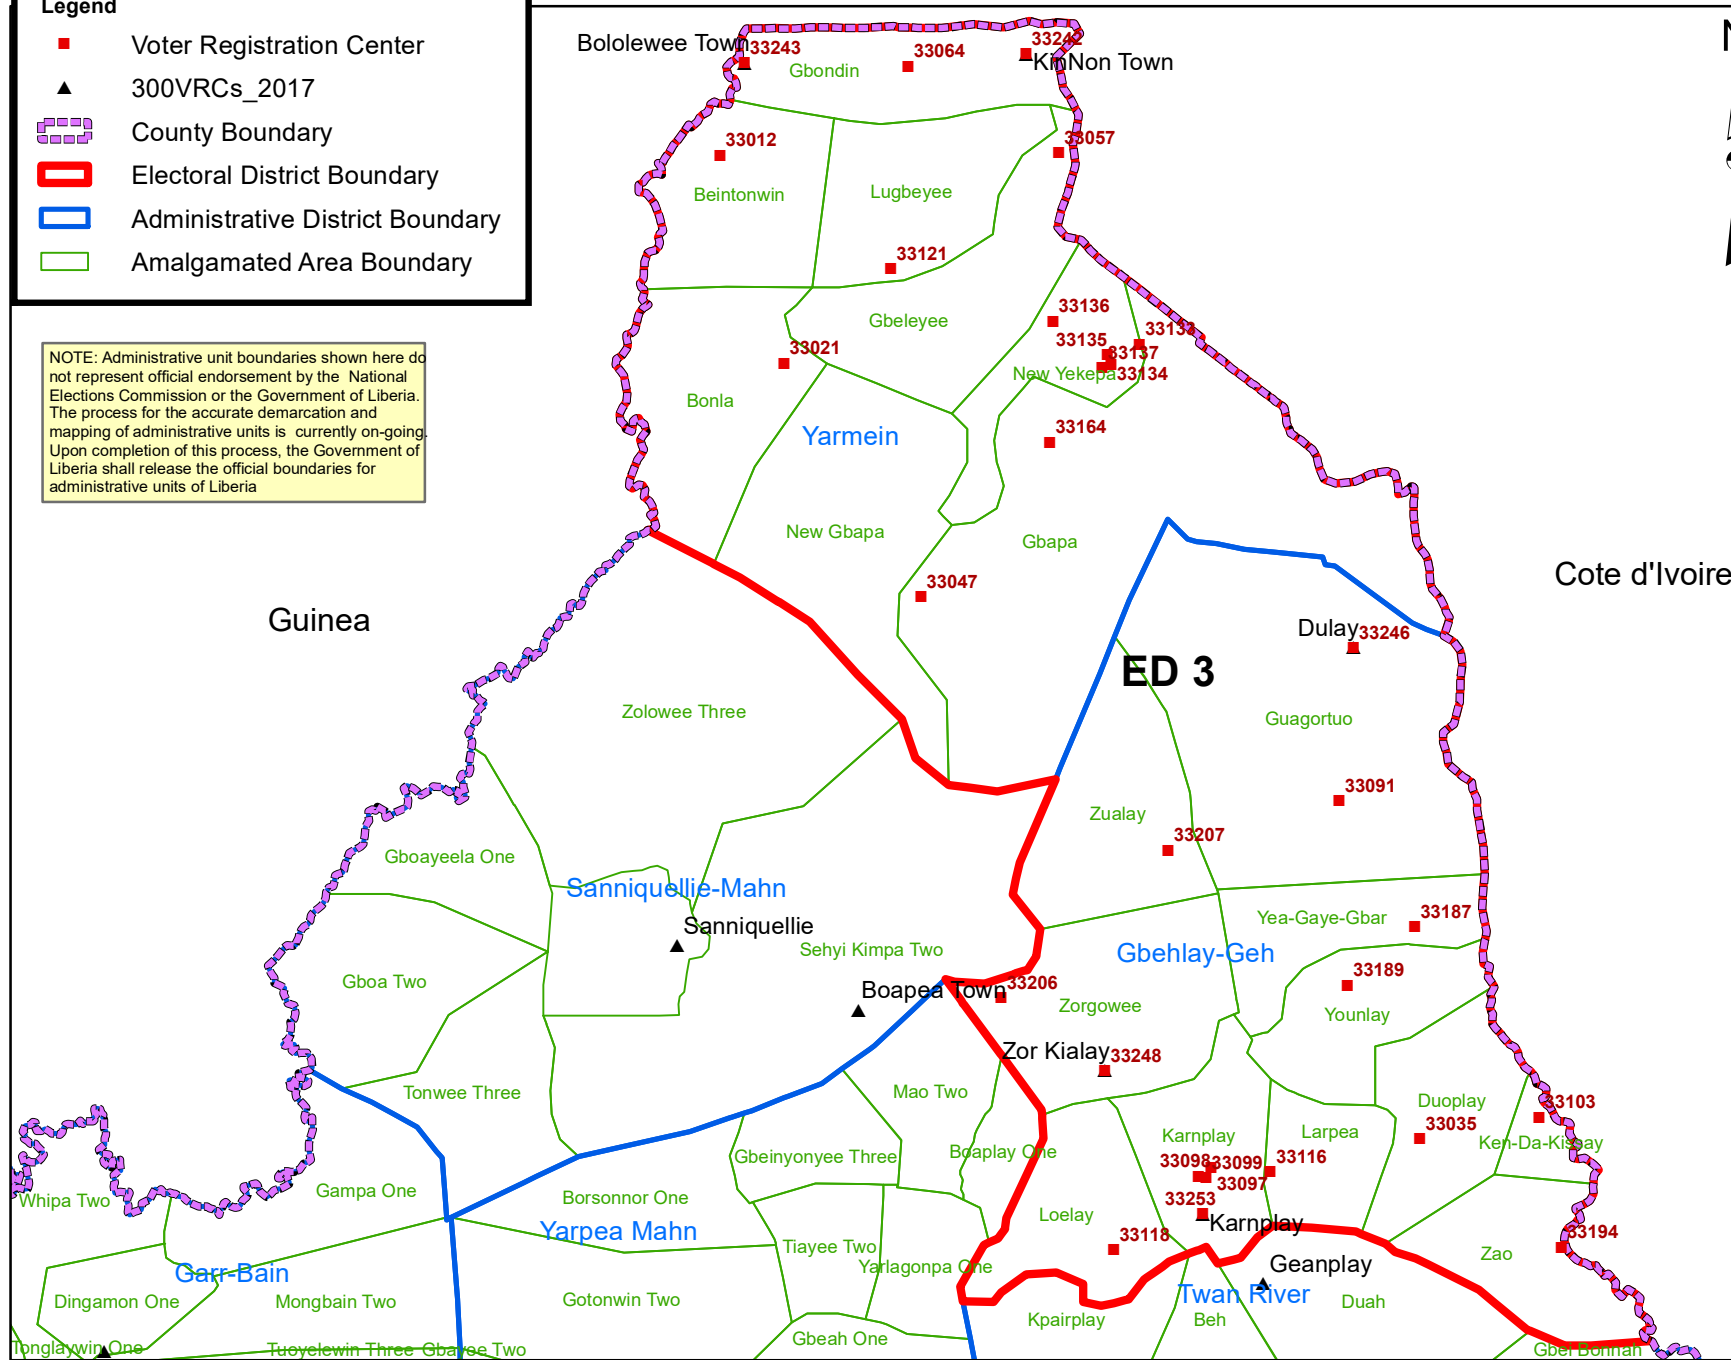 Legend
Voter Registration Center
300VRCs_2017
County Boundary
Electoral District Boundary
Administrative District Boundary
Amalgamated Area Boundary
NOTE: Administrative unit boundaries shown here do
not represent official endorsement by the National
Elections Commission or the Government of Liberia.
The process for the accurate demarcation and
mapping of administrative units is currently on-going.
Upon completion of this process, the Government of
Liberia shall release the official boundaries for
administrative units of Liberia
Bololewee Town
33243
33064
33242
KinNon Town
Gbondin
33012
33057
Beintonwin
Lugbeyee
33121
33136
Gbeleyee
33133
33135
33137
33021
New Yekepa
33134
Bonla
33164
Yarmein
New Gbapa
Gbapa
33047
Cote d'Ivoire
Guinea
Dulay
33246
ED 3
Zolowee Three
Guagortuo
33091
Zualay
33207
Gboayeela One
Sanniquellie-Mahn
Sanniquellie
Yea-Gaye-Gbar
33187
Sehyi Kimpa Two
Gbehlay-Geh
33189
Gboa Two
Boapea Town
33206
Zorgowee
Younlay
Zor Kialay
33248
Tonwee Three
Mao Two
Duoplay
33103
33035
Karnplay
Larpea
Ken-Da-Kissay
Boaplay One
Gbeinyonyee Three
33098
33099
33116
33097
Gampa One
Whipa Two
Borsonnor One
33253
Loelay
Karnplay
Yarpea Mahn
33118
33194
Tiayee Two
Zao
Yarlagonpa One
Geanplay
Garr-Bain
Twan River
Dingamon One
Mongbain Two
Gotonwin Two
Duah
Kpairplay
Beh
Gbeah One
Tonglaywin One
Tuoyelewin Three
Gbayee Two
Gbei Bonnah
N